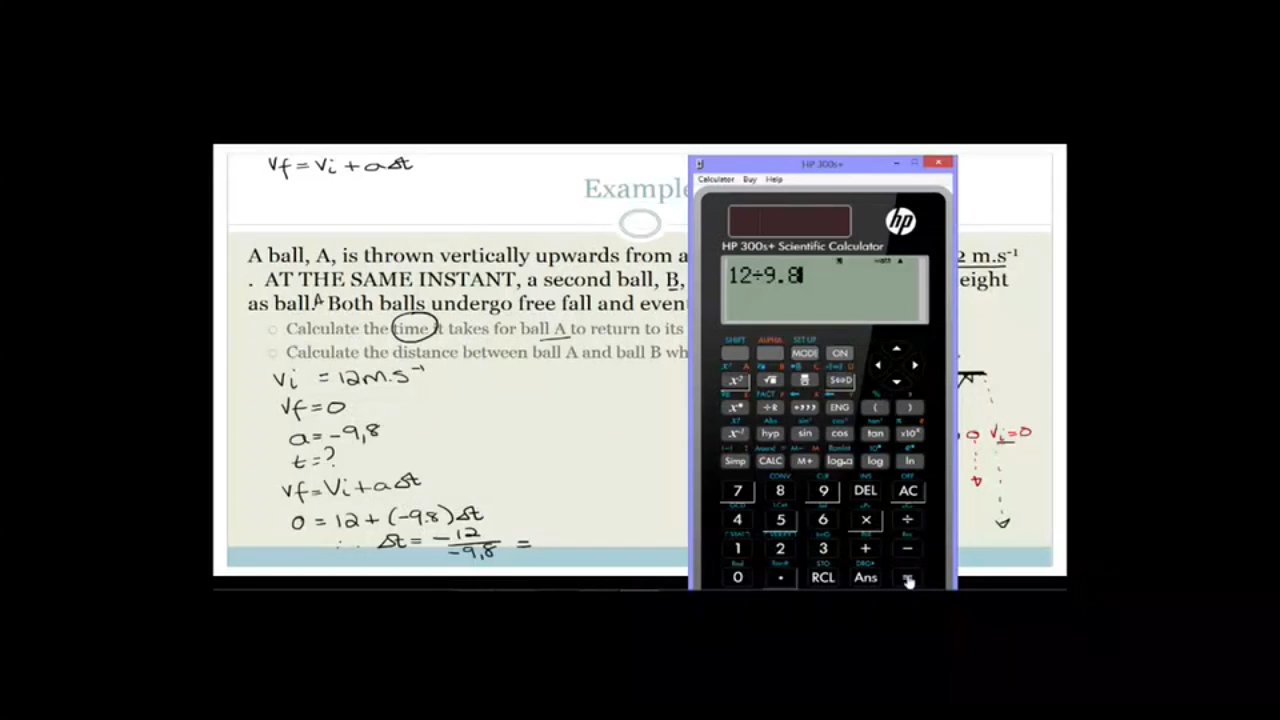 vf = vi + aΔt
Example
A ball, A, is thrown vertically upwards from a
2 m.s⁻¹
. AT THE SAME INSTANT, a second ball, B,
eight
as ball. A Both balls undergo free fall and even
Calculate the time it takes for ball A to return to its
Calculate the distance between ball A and ball B wh
vi = 12m.s⁻¹
vf = 0
a = -9,8
t = ?
vf = Vi + aΔt
0 = 12 + (-9.8)Δt
∴ Δt = -12 / -9,8 =
0 Vi = 0
HP 300s+
Calculator Buy Help
hp
HP 300s+ Scientific Calculator
12÷9.8
SHIFT ALPHA SET UP
MODE ON
S⇔D
÷R ENG ( )
hyp sin cos tan
Simp CALC M+ log ln
7 8 9 DEL AC
4 5 6 × ÷
1 2 3 + −
0 . RCL Ans =